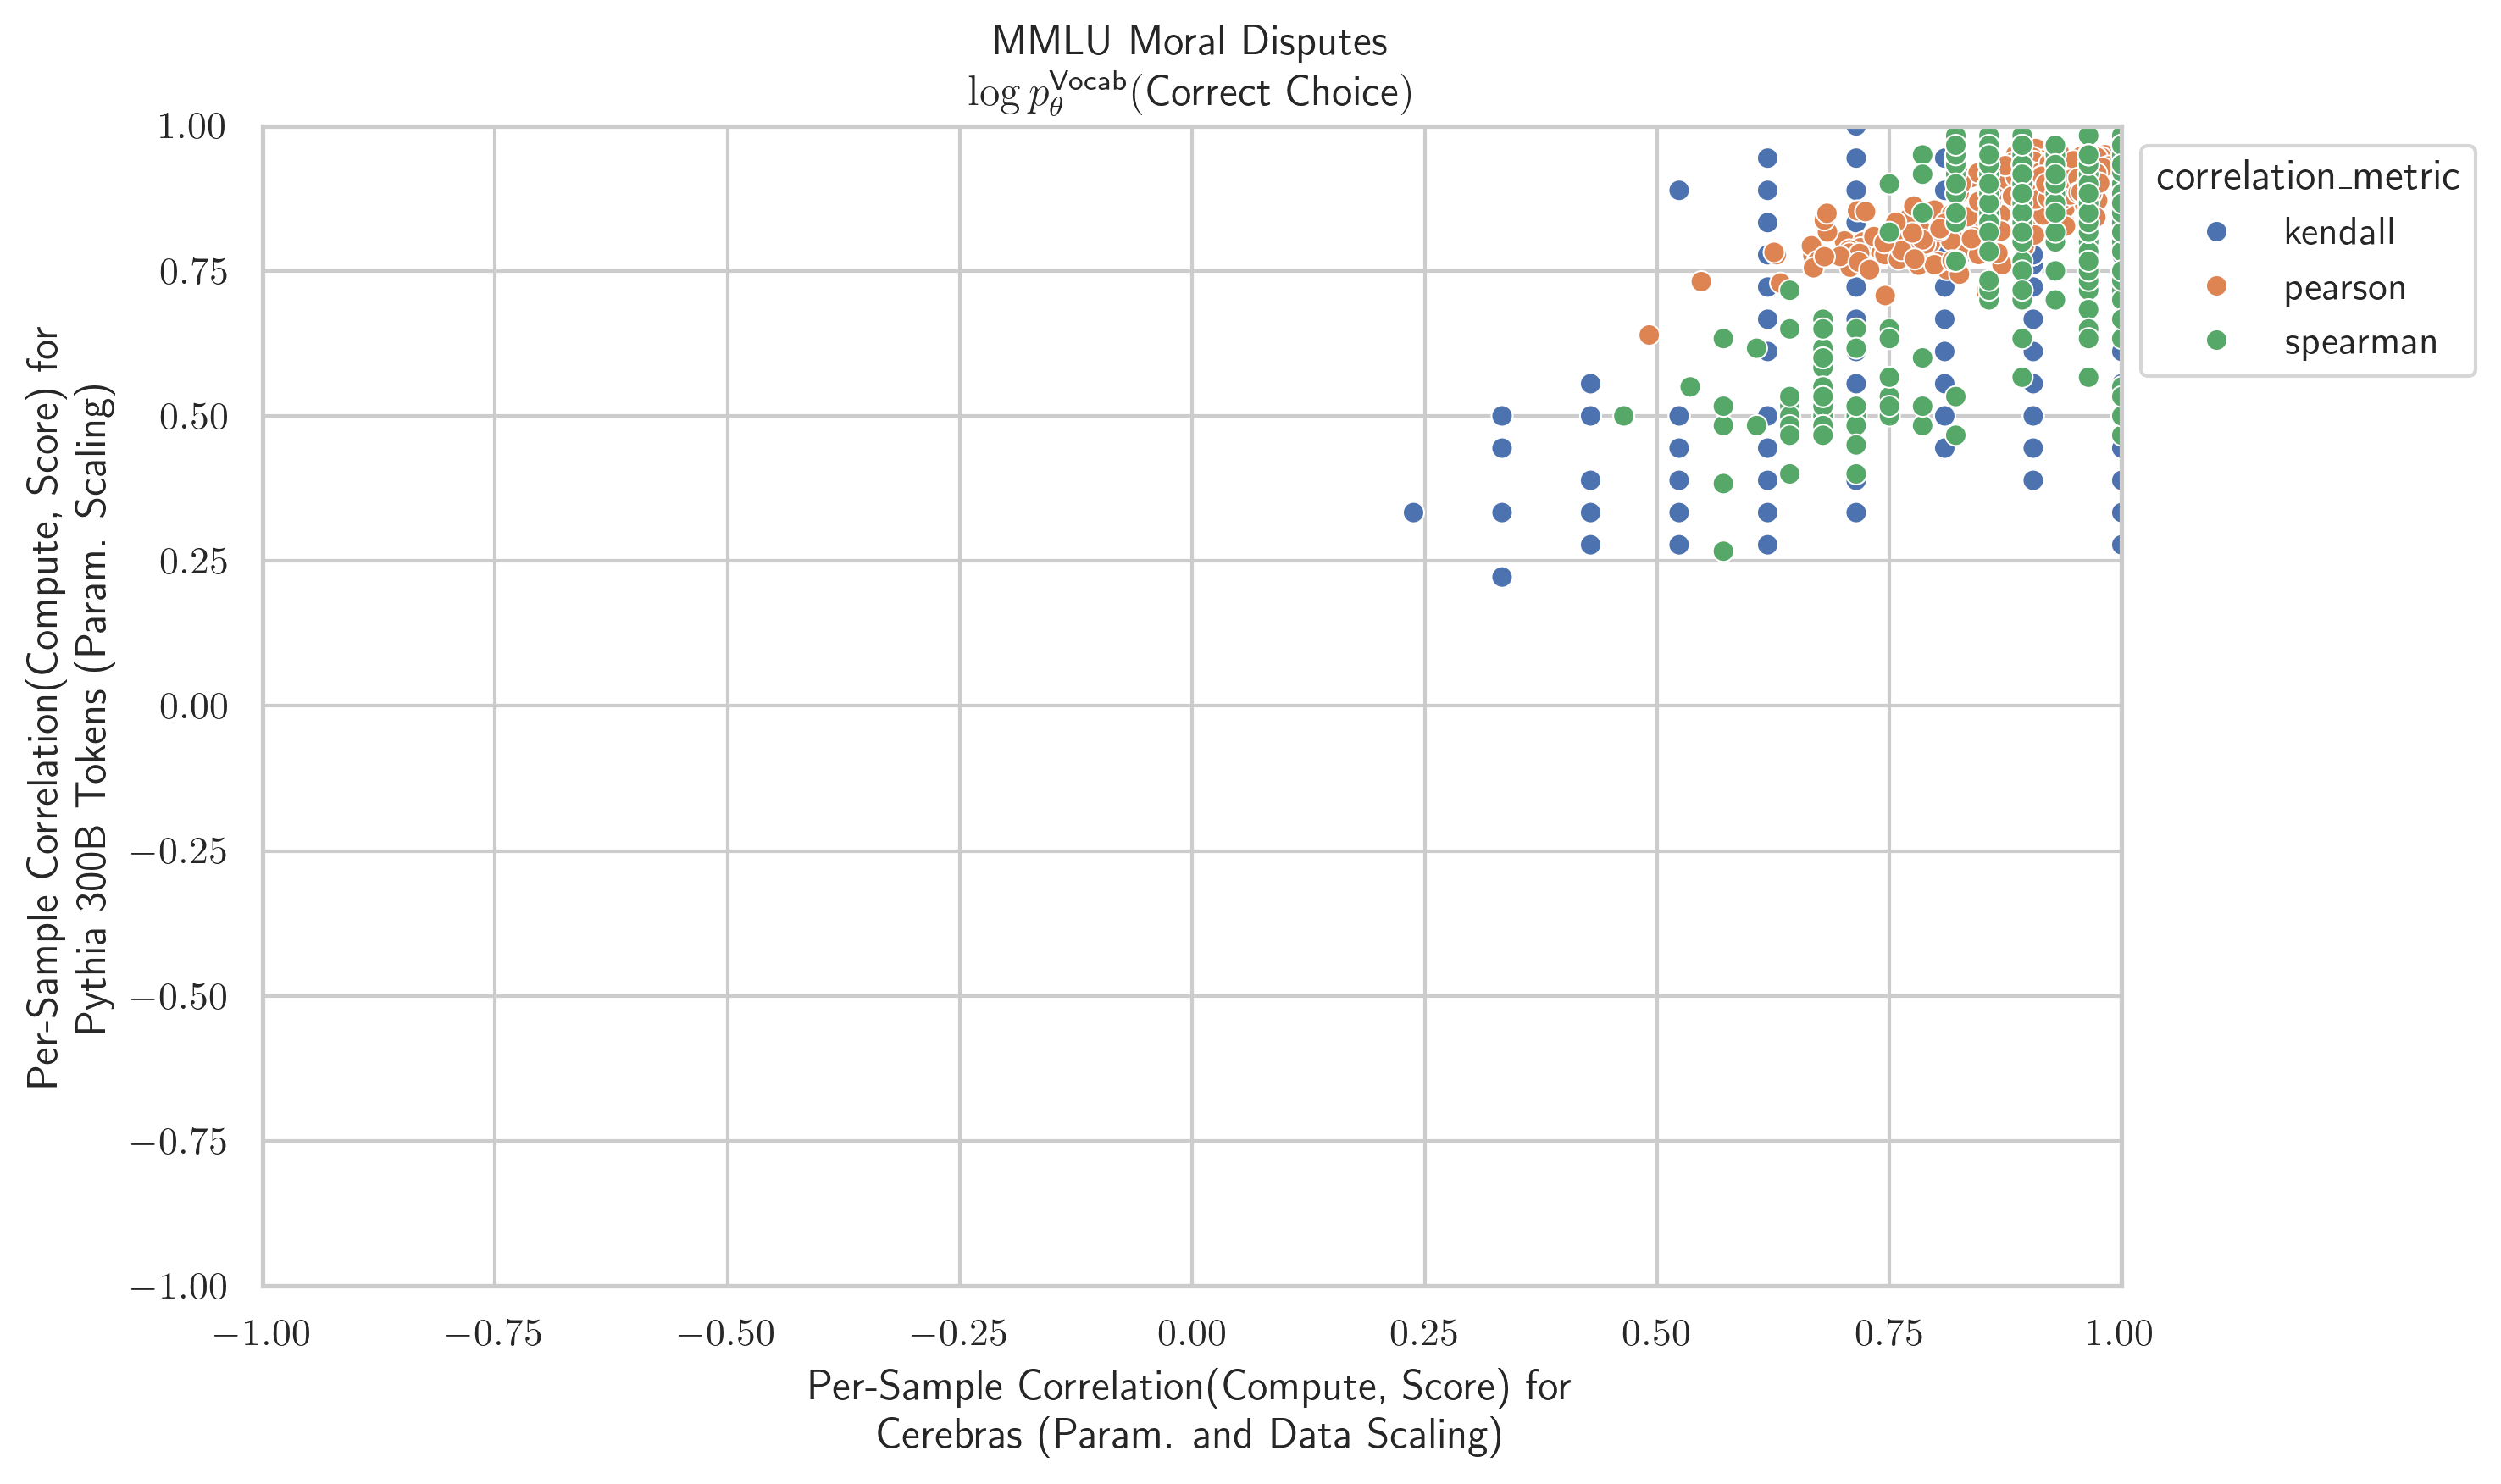 MMLU Moral Disputes
log p_θ^Vocab(Correct Choice)
1.00
0.75
0.50
0.25
0.00
−0.25
−0.50
−0.75
−1.00
Per-Sample Correlation(Compute, Score) for
Pythia 300B Tokens (Param. Scaling)
−1.00 −0.75 −0.50 −0.25 0.00 0.25 0.50 0.75 1.00
Per-Sample Correlation(Compute, Score) for
Cerebras (Param. and Data Scaling)
correlation_metric
kendall
pearson
spearman